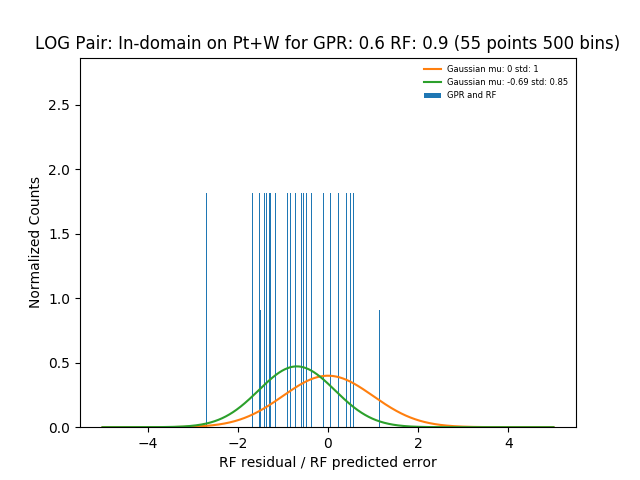 LOG Pair: In-domain on Pt+W for GPR: 0.6 RF: 0.9 (55 points 500 bins)
Gaussian mu: 0 std: 1
Gaussian mu: -0.69 std: 0.85
GPR and RF
Normalized Counts
2.5
2.0
1.5
1.0
0.5
0.0
−4
−2
0
2
4
RF residual / RF predicted error